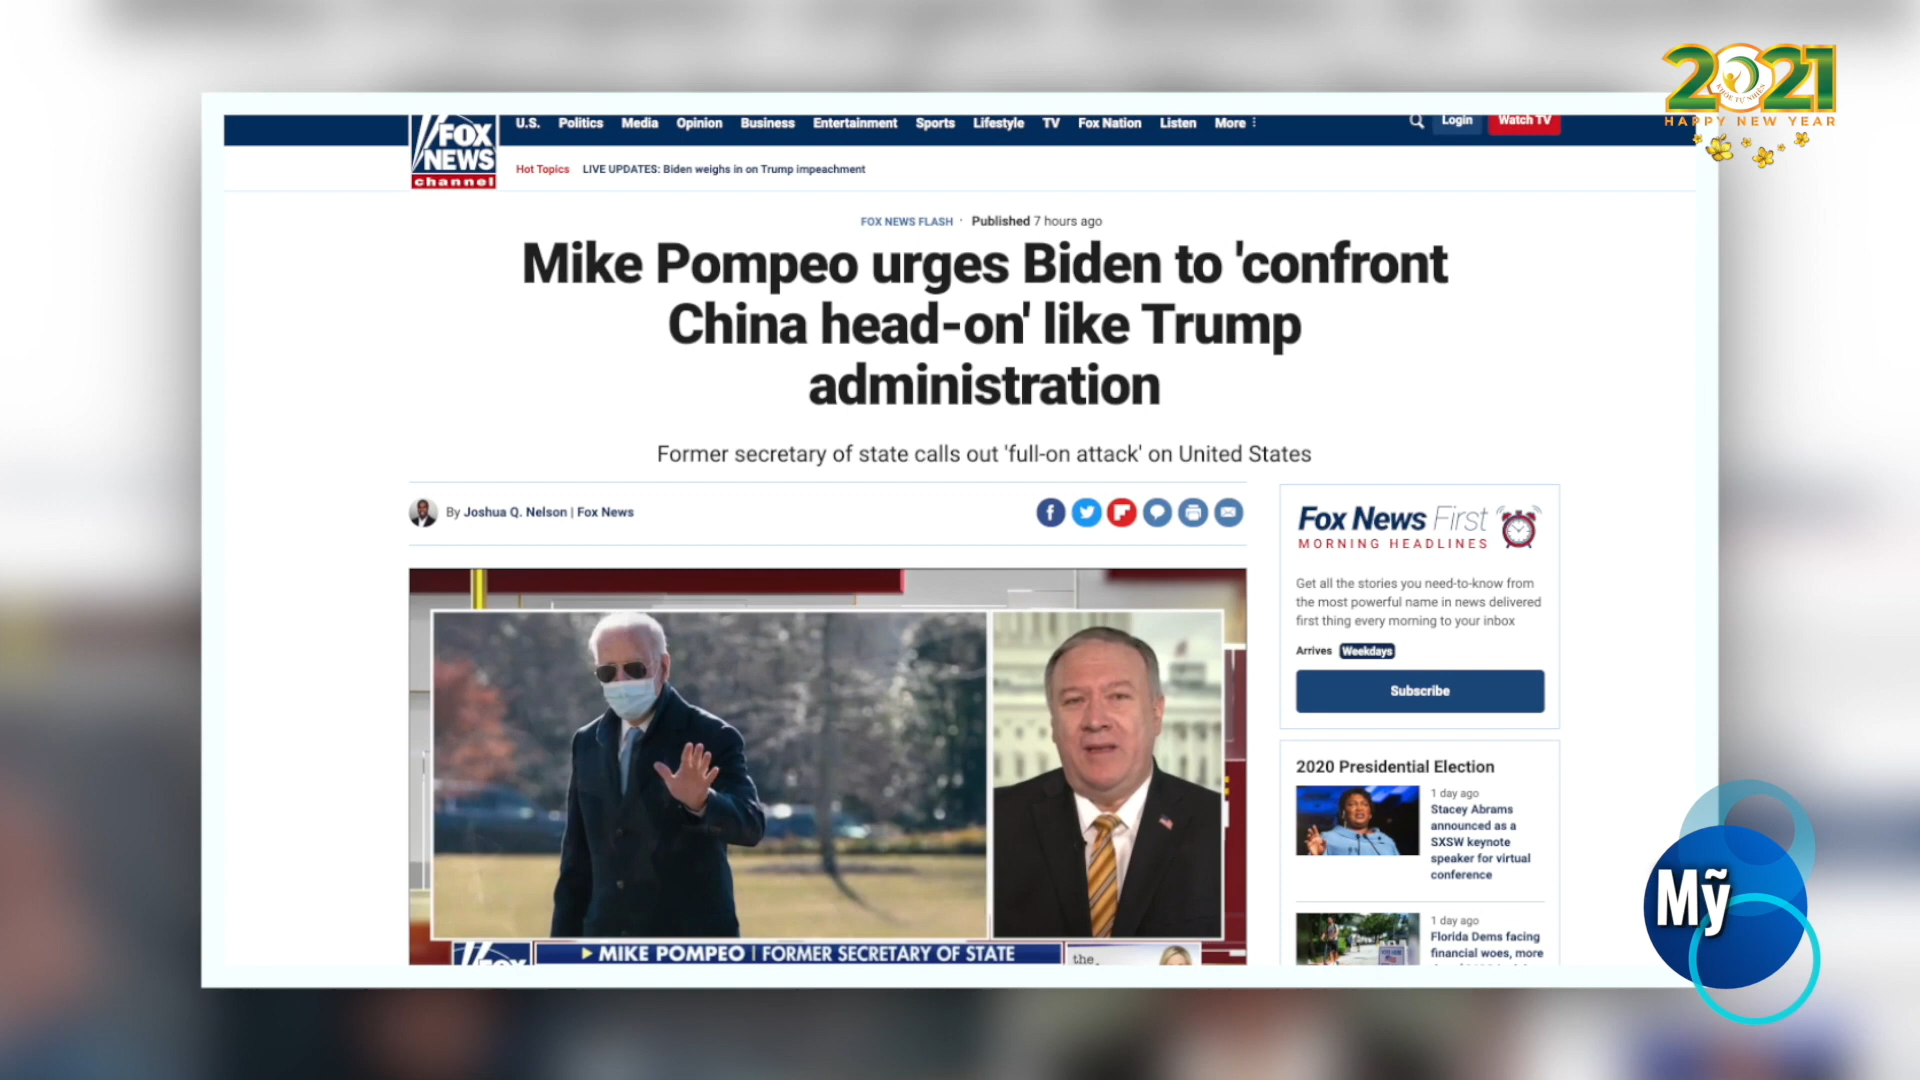 2021
KHỎE TỰ NHIÊN
HAPPY NEW YEAR
FOX
NEWS
channel
U.S. Politics Media Opinion Business Entertainment Sports Lifestyle TV Fox Nation Listen More Login Watch TV
Hot Topics LIVE UPDATES: Biden weighs in on Trump impeachment
FOX NEWS FLASH · Published 7 hours ago
Mike Pompeo urges Biden to 'confront
China head-on' like Trump
administration
Former secretary of state calls out 'full-on attack' on United States
By Joshua Q. Nelson | Fox News
MIKE POMPEO | FORMER SECRETARY OF STATE
the
Fox News First
MORNING HEADLINES
Get all the stories you need-to-know from
the most powerful name in news delivered
first thing every morning to your inbox
Arrives Weekdays
Subscribe
2020 Presidential Election
1 day ago
Stacey Abrams
announced as a
SXSW keynote
speaker for virtual
conference
1 day ago
Florida Dems facing
financial woes, more
Mỹ